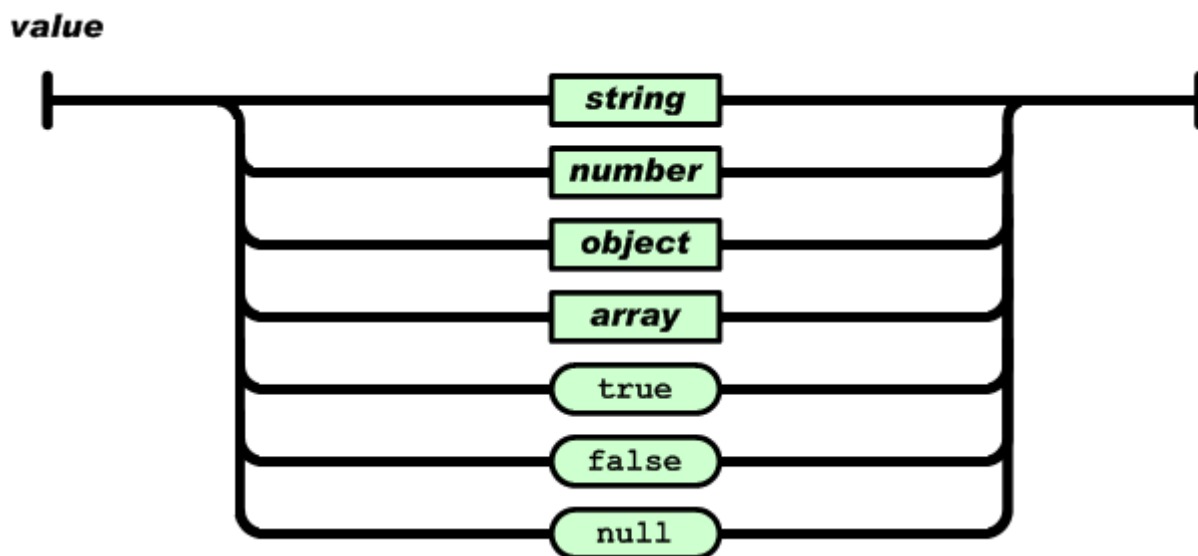 value
string
number
object
array
true
false
null